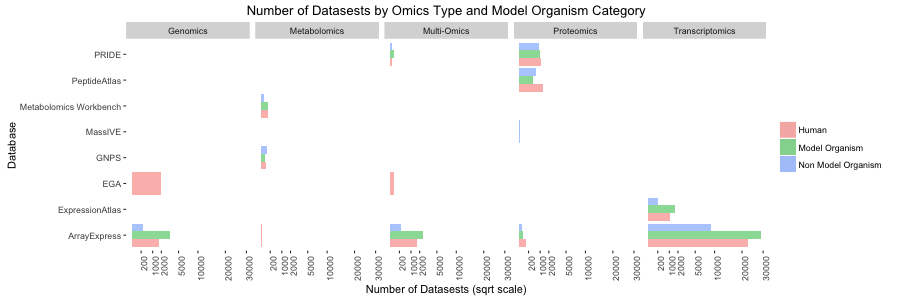 Number of Datasests by Omics Type and Model Organism Category
Genomics Metabolomics Multi-Omics Proteomics Transcriptomics
PRIDE
PeptideAtlas
Metabolomics Workbench
MassIVE
GNPS
EGA
ExpressionAtlas
ArrayExpress
Database
Human
Model Organism
Non Model Organism
200 1000 2000 5000 10000 20000 30000 200 1000 2000 5000 10000 20000 30000 200 1000 2000 5000 10000 20000 30000 200 1000 2000 5000 10000 20000 30000 200 1000 2000 5000 10000 20000 30000
Number of Datasests (sqrt scale)